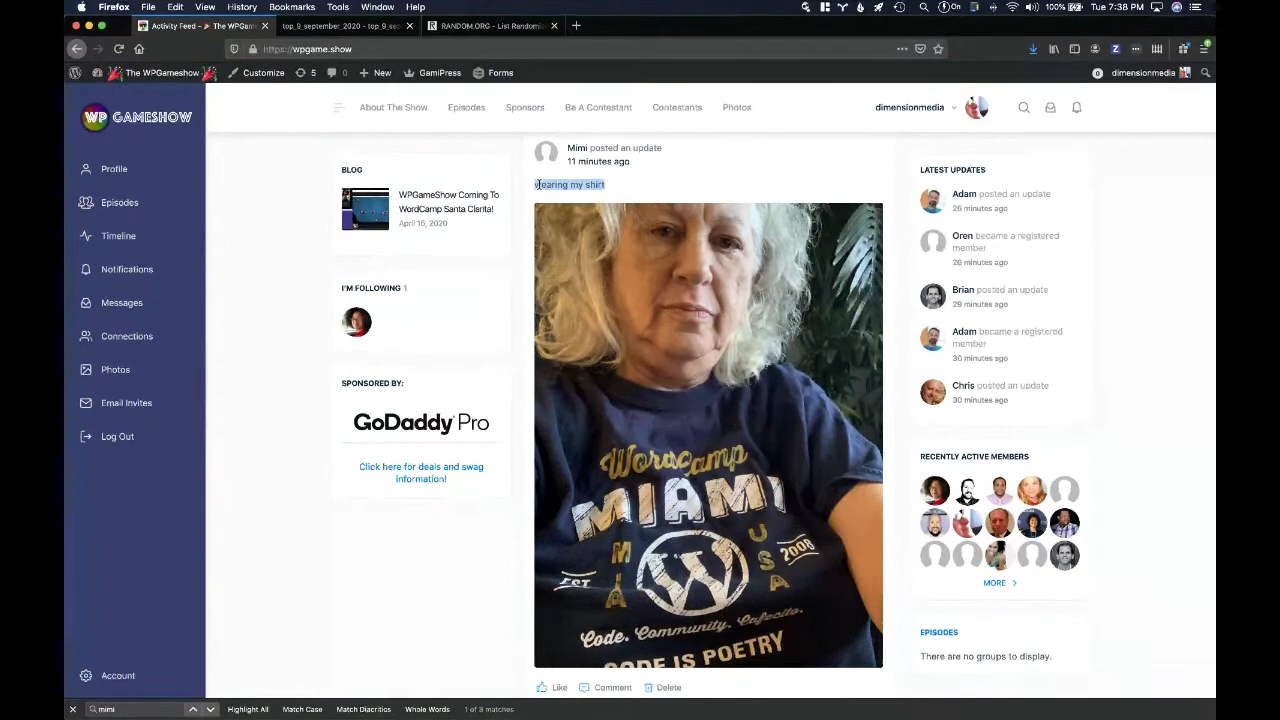 Firefox File Edit View History Bookmarks Tools Window Help
100% Tue 7:38 PM
Activity Feed – 🎉 The WPGam
top_9_september_2020 - top_9_se
RANDOM.ORG - List Randomi
https://wpgame.show
🎉 The WPGameshow 🎉 Customize 5 0 + New GamiPress Forms
0 dimensionmedia
WP GAMESHOW
About The Show Episodes Sponsors Be A Contestant Contestants Photos
dimensionmedia
Profile
Episodes
Timeline
Notifications
Messages
Connections
Photos
Email Invites
Log Out
Account
BLOG
WPGameShow Coming To
WordCamp Santa Clarita!
April 16, 2020
I'M FOLLOWING 1
SPONSORED BY:
GoDaddy Pro
Click here for deals and swag
information!
Mimi posted an update
11 minutes ago
wearing my shirt
Wordcamp
MIAMI
MIA
USA
EST
2008
W
Code. Community. Cafecito.
CODE IS POETRY
Like Comment Delete
LATEST UPDATES
Adam posted an update
25 minutes ago
Oren became a registered
member
26 minutes ago
Brian posted an update
29 minutes ago
Adam became a registered
member
30 minutes ago
Chris posted an update
30 minutes ago
RECENTLY ACTIVE MEMBERS
MORE >
EPISODES
There are no groups to display.
mimi
Highlight All Match Case Match Diacritics Whole Words 1 of 3 matches